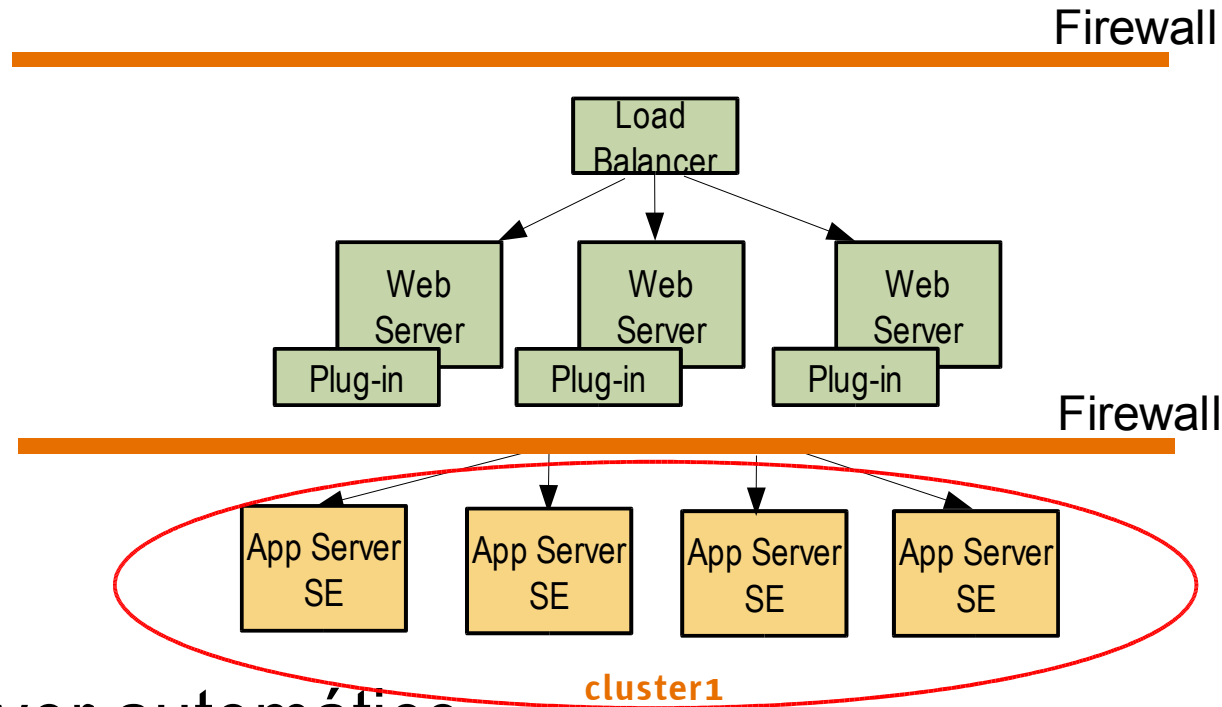 Firewall
Load
Balancer
Web
Server
Plug-in
Web
Server
Plug-in
Web
Server
Plug-in
Firewall
App Server
SE
App Server
SE
App Server
SE
App Server
SE
cluster1
automático